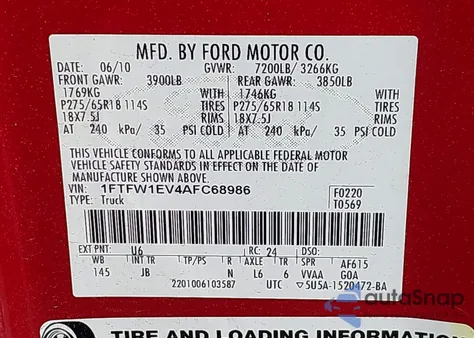 MFD. BY FORD MOTOR CO.
DATE: 06/10 GVWR: 7200LB/ 3266KG
FRONT GAWR: 3900LB REAR GAWR: 3850LB
1769KG WITH 1746KG WITH
P275/65R18 114S TIRES P275/65R18 114S TIRES
18X7.5J RIMS 18X7.5J RIMS
AT 240 kPa/ 35 PSI COLD AT 240 kPa/ 35 PSI COLD
THIS VEHICLE CONFORMS TO ALL APPLICABLE FEDERAL MOTOR
VEHICLE SAFETY STANDARDS IN EFFECT ON THE DATE OF
MANUFACTURE SHOWN ABOVE.
VIN: 1FTFW1EV4AFC68986 F0220
TYPE: Truck T0569
EXT PNT: U6 RC: 24 DSO:
WB INT TR TP/PS R AXLE TR SPR AF615
145 JB N L6 6 VVAA GOA
2201006103587 UTC 5U5A-1520472-BA
autoSnap
TIRE AND LOADING INFORMATION